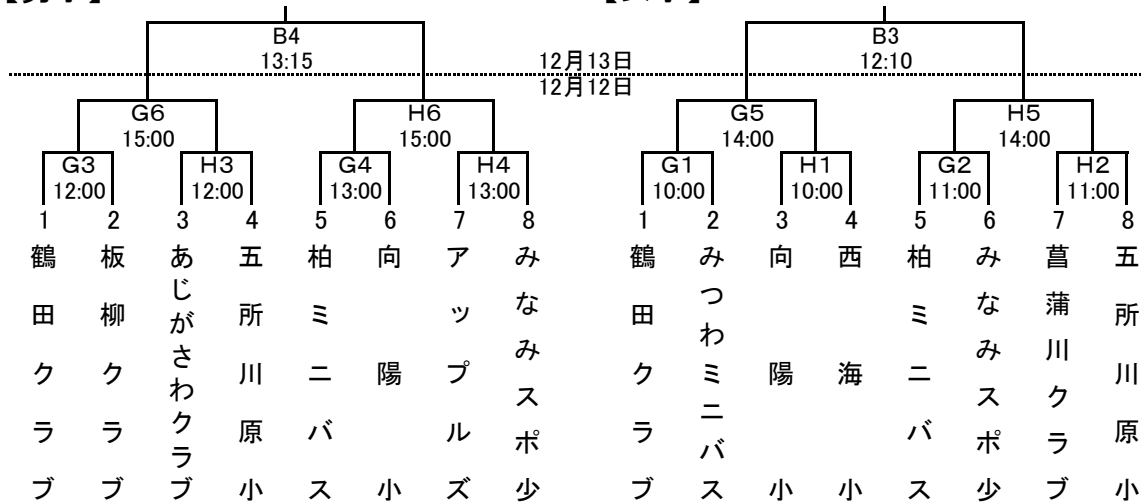 B4 B3
13:15 12月13日 12:10
12月12日
G6 H6 G5 H5
15:00 15:00 14:00 14:00
G3 H3 G4 H4 G1 H1 G2 H2
12:00 12:00 13:00 13:00 10:00 10:00 11:00 11:00
1 2 3 4 5 6 7 8 1 2 3 4 5 6 7 8
鶴田クラブ
板柳クラブ
あじがさわクラブ
五所川原小
柏ミニバス
向陽小
アップルズ
みなみスポ少
鶴田クラブ
みつわミニバス
向陽小
西海小
柏ミニバス
みなみスポ少
菖蒲川クラブ
五所川原小